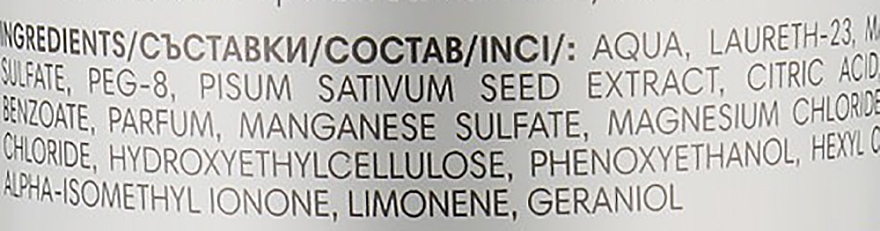 INGREDIENTS/СЪСТАВКИ/СОСТАВ/INCI/: AQUA, LAURETH-23,
SULFATE, PEG-8, PISUM SATIVUM SEED EXTRACT, CITRIC ACID,
BENZOATE, PARFUM, MANGANESE SULFATE, MAGNESIUM CHLORIDE
CHLORIDE, HYDROXYETHYLCELLULOSE, PHENOXYETHANOL, HEXYL
ALPHA-ISOMETHYL IONONE, LIMONENE, GERANIOL